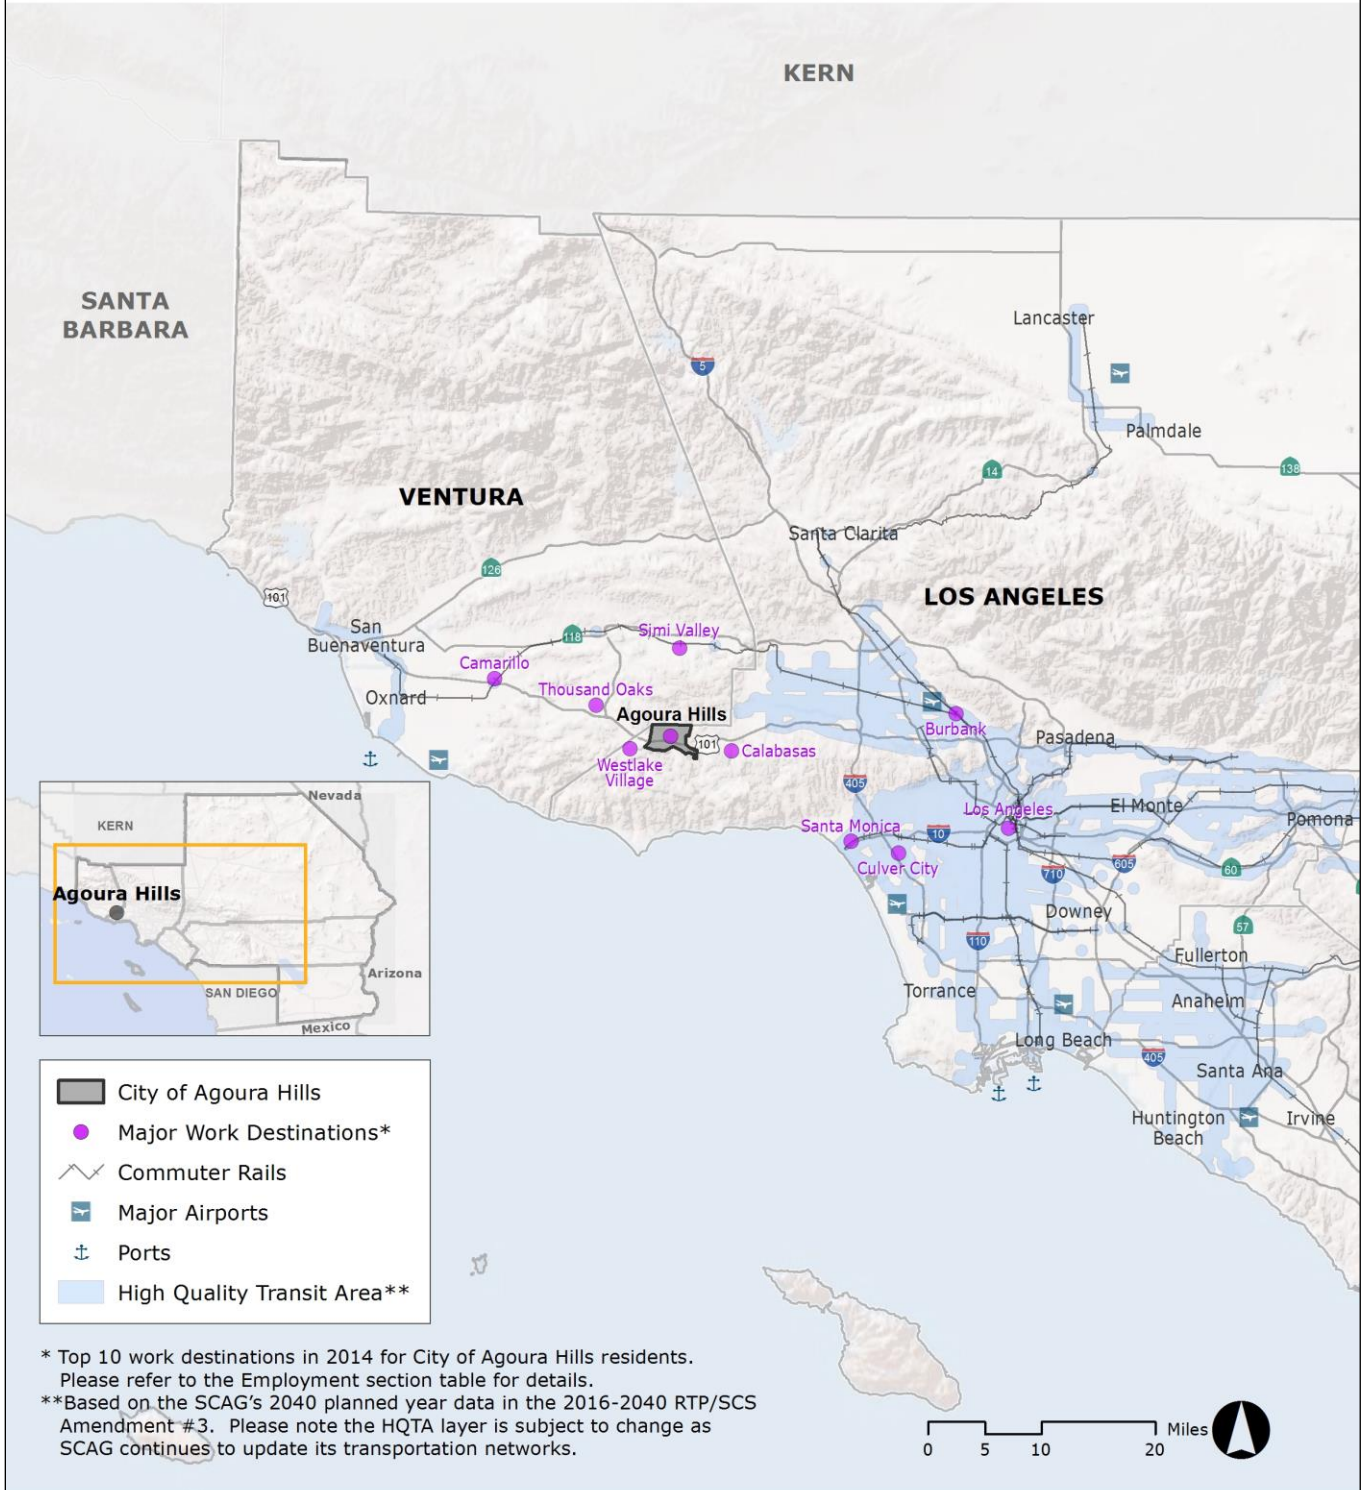 KERN
SANTA
BARBARA
Lancaster
5
Palmdale
14
138
VENTURA
Santa Clarita
126
LOS ANGELES
101
San
Buenaventura
118
Simi Valley
Camarillo
Thousand Oaks
Oxnard
Agoura Hills
101
Calabasas
Westlake
Village
Burbank
Pasadena
405
Los Angeles
El Monte
Pomona
Santa Monica
10
Culver City
605
710
60
Downey
57
110
Fullerton
Torrance
Anaheim
Long Beach
405
Santa Ana
Huntington
Beach
Irvine
Nevada
KERN
Agoura Hills
Arizona
SAN DIEGO
Mexico
City of Agoura Hills
Major Work Destinations*
Commuter Rails
Major Airports
Ports
High Quality Transit Area**
* Top 10 work destinations in 2014 for City of Agoura Hills residents.
Please refer to the Employment section table for details.
**Based on the SCAG’s 2040 planned year data in the 2016-2040 RTP/SCS
Amendment #3. Please note the HQTA layer is subject to change as
SCAG continues to update its transportation networks.
Miles
0 5 10 20